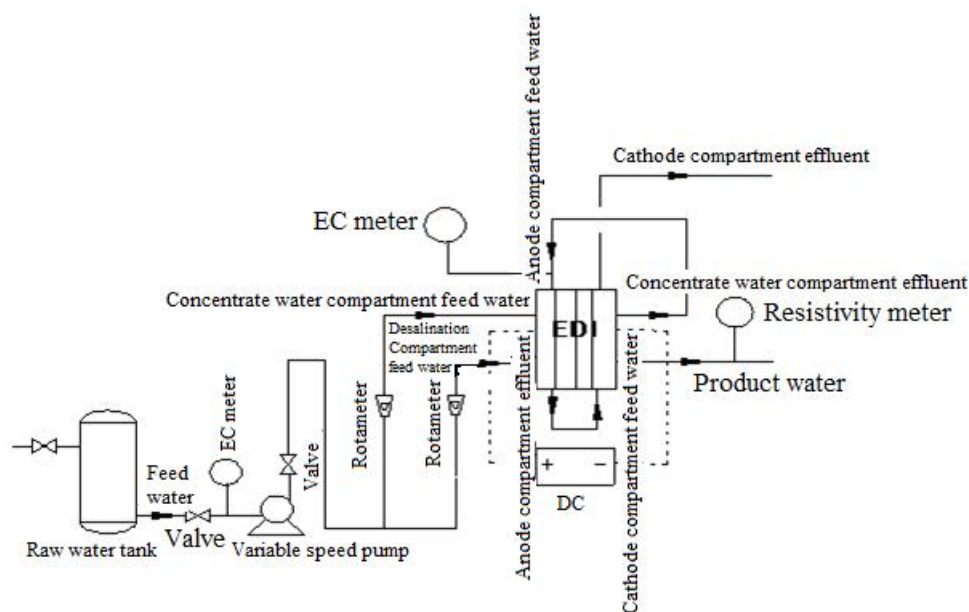 Anode compartment feed water
Cathode compartment effluent
EC meter
Concentrate water compartment feed water
Concentrate water compartment effluent
Desalination
Compartment
feed water
EDI
Resistivity meter
Product water
Anode compartment effluent
Cathode compartment feed water
EC meter
Valve
Rotameter
Rotameter
+ −
DC
Feed
water
Valve
Raw water tank
Variable speed pump